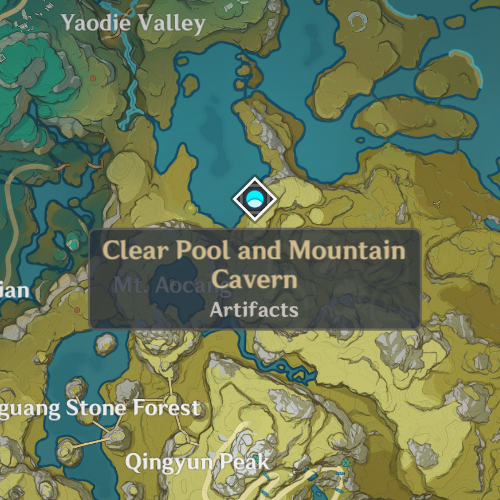 Yaodie Valley
Clear Pool and Mountain
Cavern
Mt. Aocang
Artifacts
ian
guang Stone Forest
Qingyun Peak